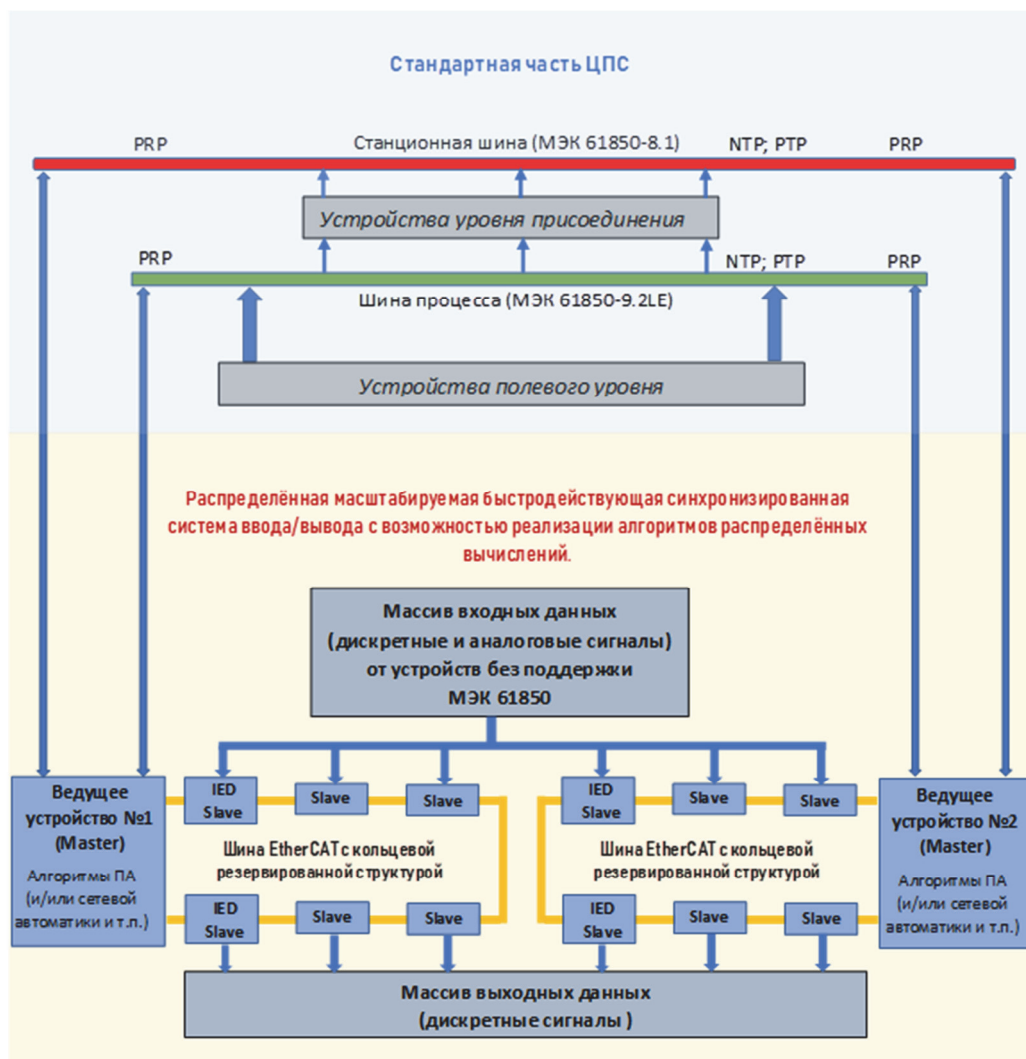 Стандартная часть ЦПС
PRP
Станционная шина (МЭК 61850-8.1)
NTP; PTP
PRP
Устройства уровня присоединения
PRP
NTP; PTP
PRP
Шина процесса (МЭК 61850-9.2LE)
Устройства полевого уровня
Распределённая масштабируемая быстродействующая синхронизированная
система ввода/вывода с возможностью реализации алгоритмов распределённых
вычислений.
Массив входных данных
(дискретные и аналоговые сигналы)
от устройств без поддержки
МЭК 61850
Ведущее
устройство №1
(Master)
Алгоритмы ПА
(и/или сетевой
автоматики и т.п.)
IED
Slave
Slave
Slave
Шина EtherCAT с кольцевой
резервированной структурой
IED
Slave
Slave
Slave
IED
Slave
Slave
Slave
Шина EtherCAT с кольцевой
резервированной структурой
IED
Slave
Slave
Slave
Ведущее
устройство №2
(Master)
Алгоритмы ПА
(и/или сетевой
автоматики и т.п.)
Массив выходных данных
(дискретные сигналы )